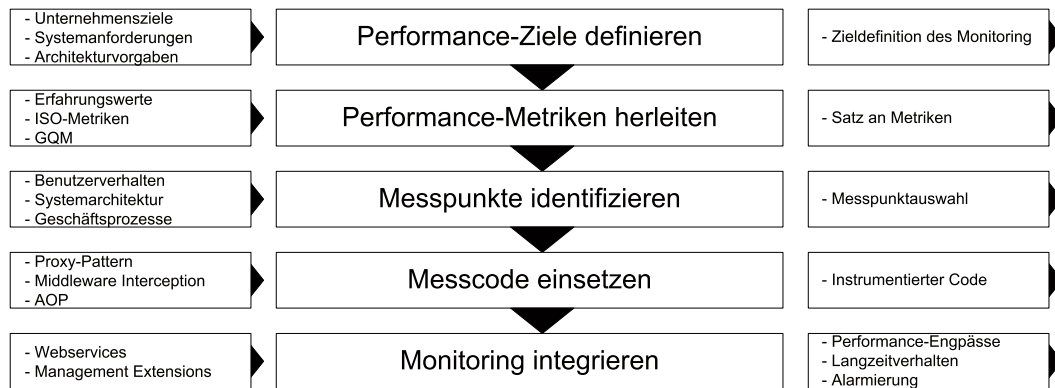 - Unternehmensziele
- Systemanforderungen
- Architekturvorgaben
Performance-Ziele definieren
- Zieldefinition des Monitoring
- Erfahrungswerte
- ISO-Metriken
- GQM
Performance-Metriken herleiten
- Satz an Metriken
- Benutzerverhalten
- Systemarchitektur
- Geschäftsprozesse
Messpunkte identifizieren
- Messpunktauswahl
- Proxy-Pattern
- Middleware Interception
- AOP
Messcode einsetzen
- Instrumentierter Code
- Webservices
- Management Extensions
Monitoring integrieren
- Performance-Engpässe
- Langzeitverhalten
- Alarmierung